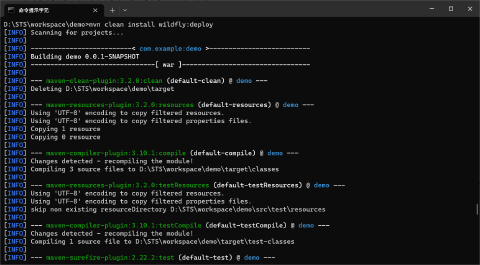 命令提示字元
D:\STS\workspace\demo>mvn clean install wildfly:deploy
[INFO] Scanning for projects...
[INFO]
[INFO] --------------------------< com.example:demo >--------------------------
[INFO] Building demo 0.0.1-SNAPSHOT
[INFO] --------------------------------[ war ]---------------------------------
[INFO]
[INFO] --- maven-clean-plugin:3.2.0:clean (default-clean) @ demo ---
[INFO] Deleting D:\STS\workspace\demo\target
[INFO]
[INFO] --- maven-resources-plugin:3.2.0:resources (default-resources) @ demo ---
[INFO] Using 'UTF-8' encoding to copy filtered resources.
[INFO] Using 'UTF-8' encoding to copy filtered properties files.
[INFO] Copying 1 resource
[INFO] Copying 0 resource
[INFO]
[INFO] --- maven-compiler-plugin:3.10.1:compile (default-compile) @ demo ---
[INFO] Changes detected - recompiling the module!
[INFO] Compiling 3 source files to D:\STS\workspace\demo\target\classes
[INFO]
[INFO] --- maven-resources-plugin:3.2.0:testResources (default-testResources) @ demo ---
[INFO] Using 'UTF-8' encoding to copy filtered resources.
[INFO] Using 'UTF-8' encoding to copy filtered properties files.
[INFO] skip non existing resourceDirectory D:\STS\workspace\demo\src\test\resources
[INFO]
[INFO] --- maven-compiler-plugin:3.10.1:testCompile (default-testCompile) @ demo ---
[INFO] Changes detected - recompiling the module!
[INFO] Compiling 1 source file to D:\STS\workspace\demo\target\test-classes
[INFO]
[INFO] --- maven-surefire-plugin:2.22.2:test (default-test) @ demo ---